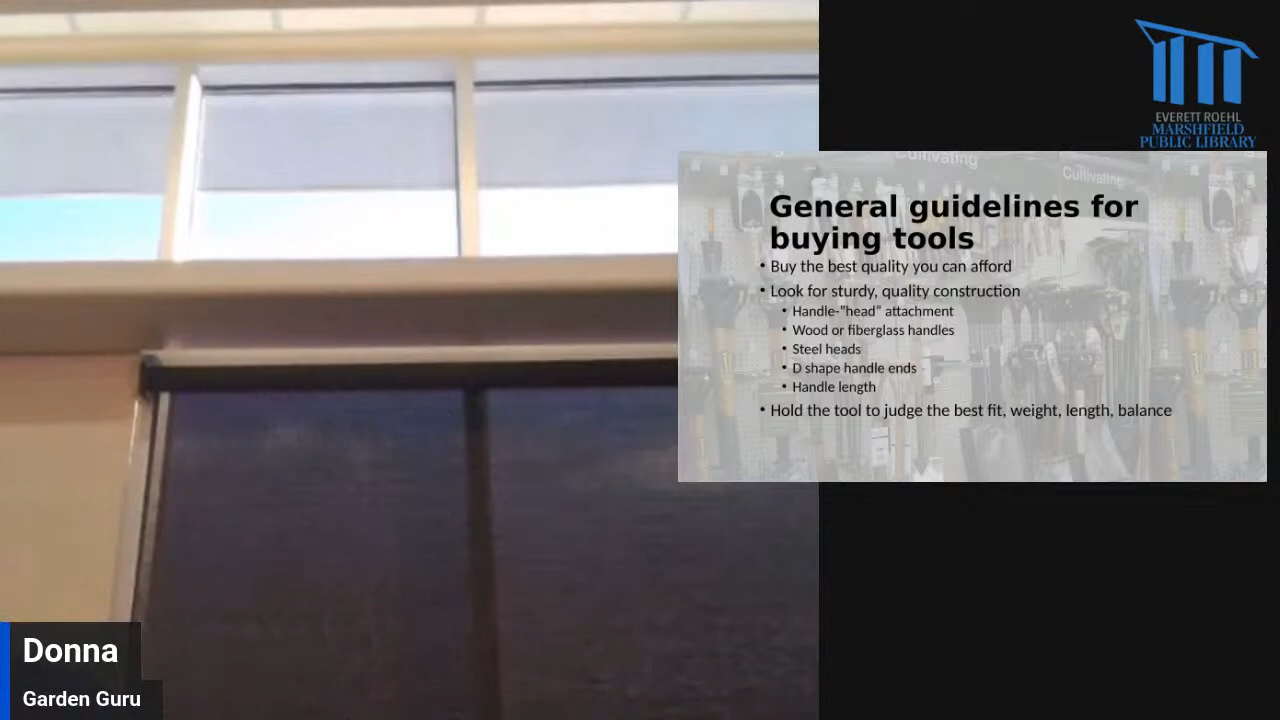 EVERETT ROEHL
MARSHFIELD
PUBLIC LIBRARY
Cultivating
Cultivating
General guidelines for
buying tools
• Buy the best quality you can afford
• Look for sturdy, quality construction
• Handle-"head" attachment
• Wood or fiberglass handles
• Steel heads
• D shape handle ends
• Handle length
• Hold the tool to judge the best fit, weight, length, balance
Donna
Garden Guru